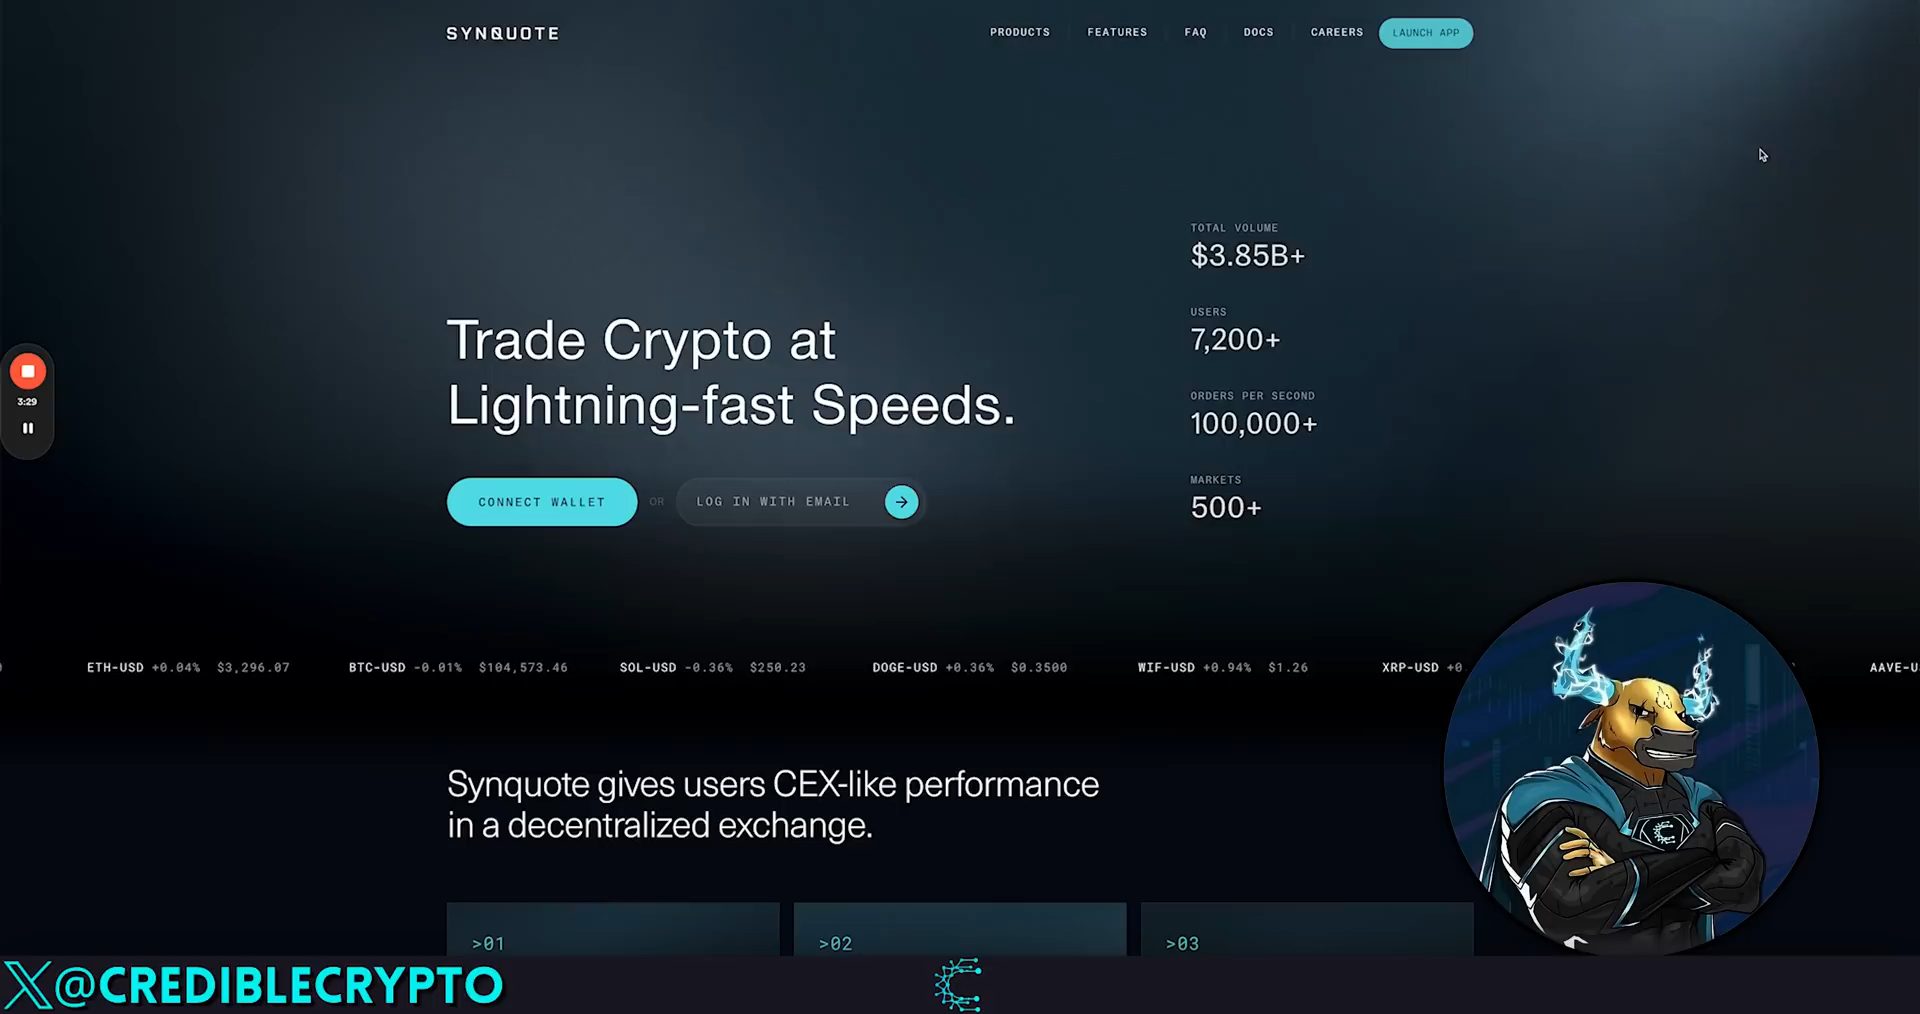 SYNQUOTE
PRODUCTS FEATURES FAQ DOCS CAREERS LAUNCH APP
TOTAL VOLUME
$3.85B+
USERS
7,200+
ORDERS PER SECOND
100,000+
MARKETS
500+
Trade Crypto at
Lightning-fast Speeds.
CONNECT WALLET OR LOG IN WITH EMAIL
3:29
ETH-USD +0.04% $3,296.07 BTC-USD -0.01% $104,573.46 SOL-USD -0.36% $250.23 DOGE-USD +0.36% $0.3500 WIF-USD +0.94% $1.26 XRP-USD +0 AAVE-U
Synquote gives users CEX-like performance
in a decentralized exchange.
>01 >02 >03
X@CREDIBLECRYPTO